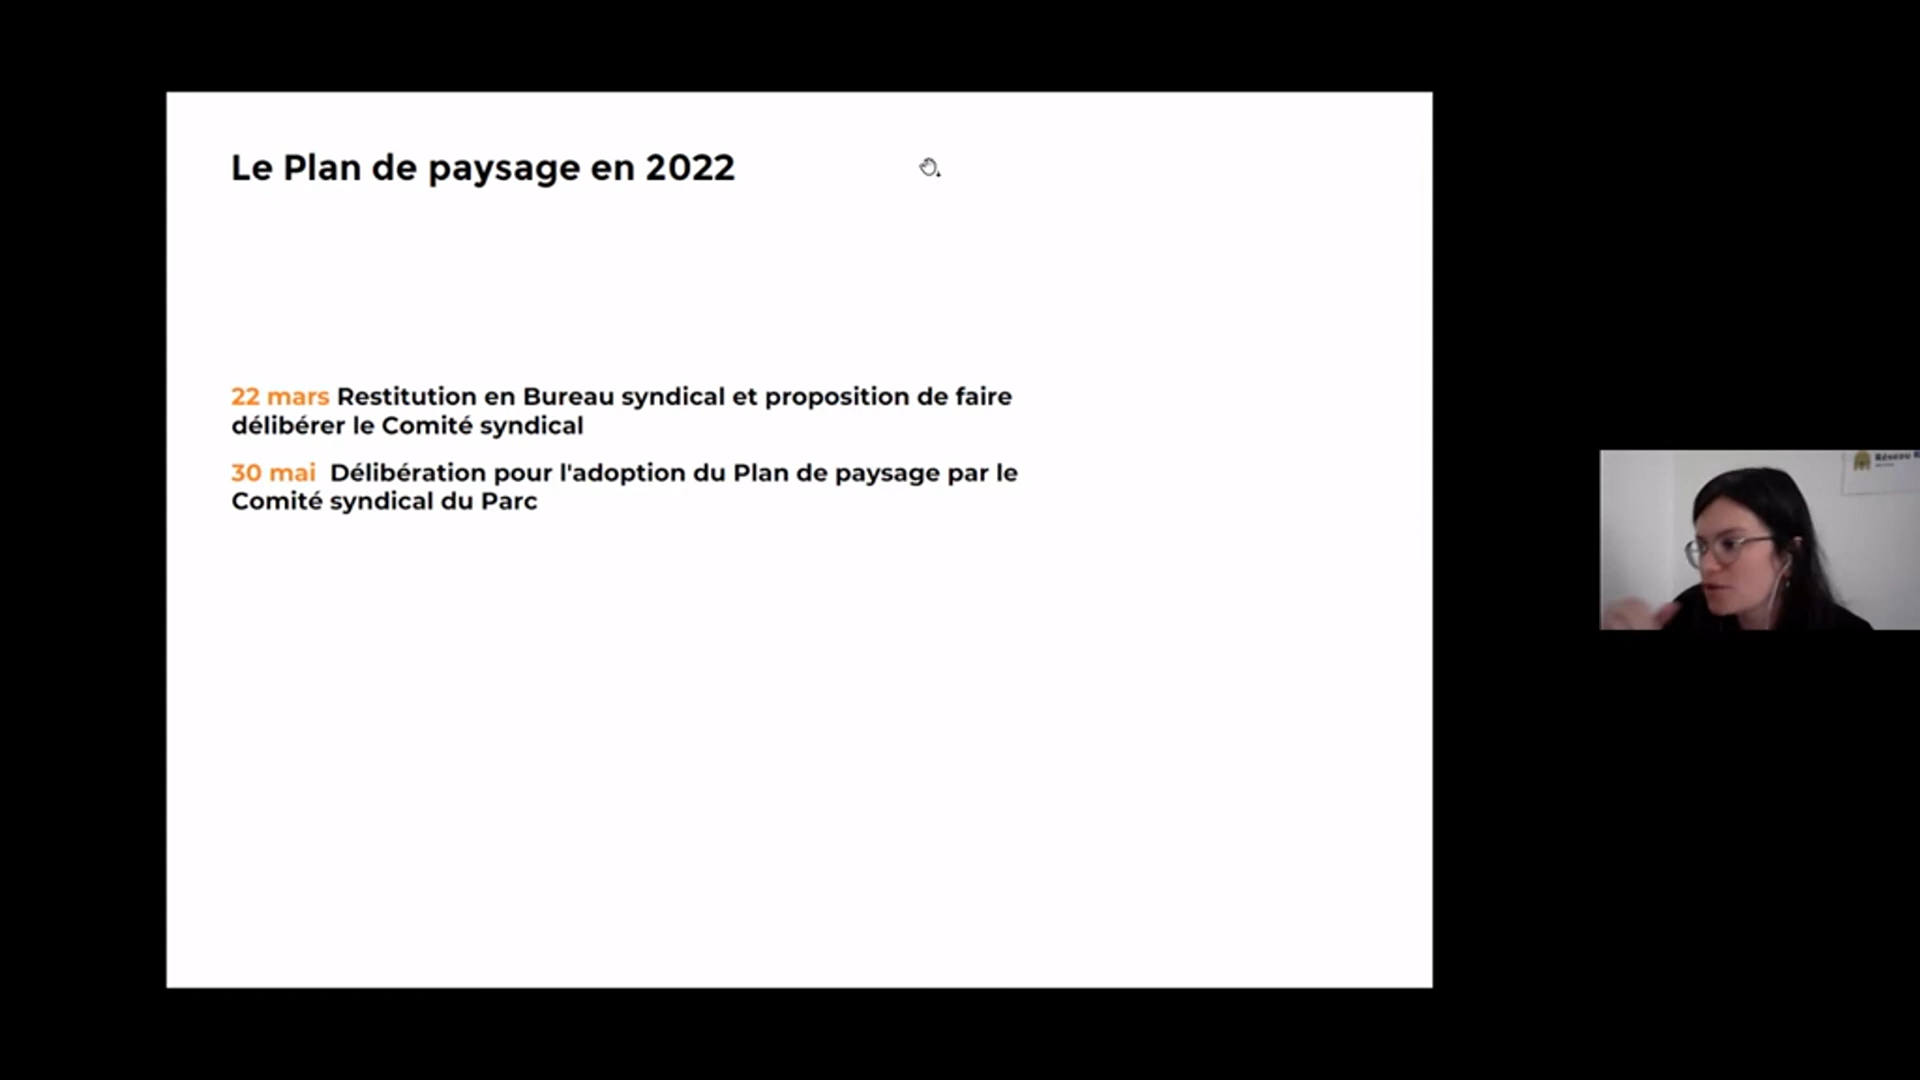 Le Plan de paysage en 2022
22 mars Restitution en Bureau syndical et proposition de faire
délibérer le Comité syndical
30 mai Délibération pour l'adoption du Plan de paysage par le
Comité syndical du Parc
Réseau